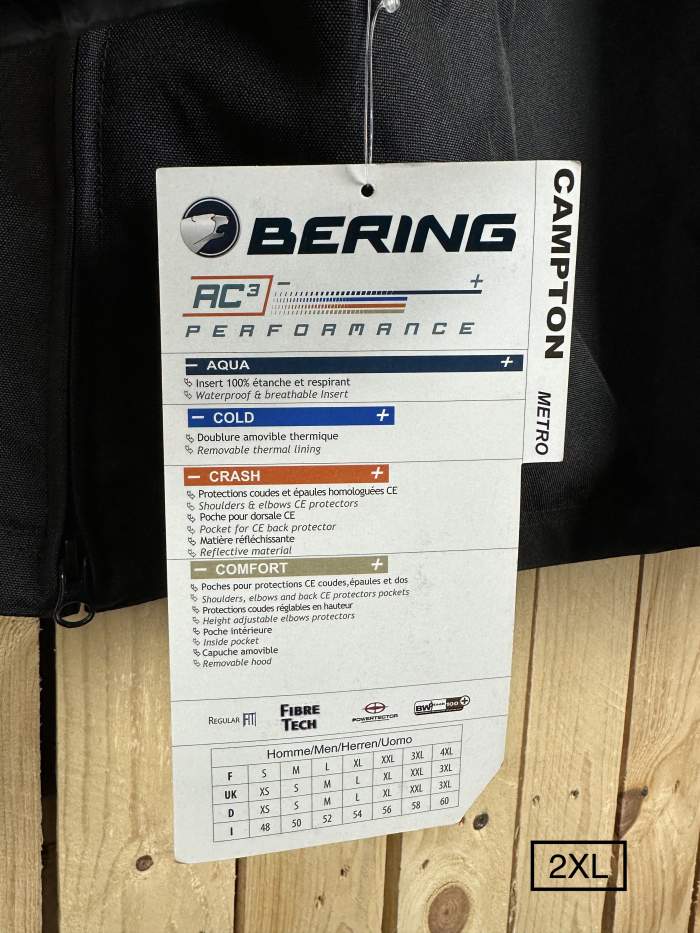 BERING
CAMPTON
METRO
AC³
− +
PERFORMANCE
− AQUA +
Insert 100% étanche et respirant
Waterproof & breathable Insert
− COLD +
Doublure amovible thermique
Removable thermal lining
− CRASH +
Protections coudes et épaules homologuées CE
Shoulders & elbows CE protectors
Poche pour dorsale CE
Pocket for CE back protector
Matière réfléchissante
Reflective material
− COMFORT +
Poches pour protections CE coudes,épaules et dos
Shoulders, elbows and back CE protectors pockets
Protections coudes réglables en hauteur
Height adjustable elbows protectors
Poche intérieure
Inside pocket
Capuche amovible
Removable hood
REGULAR FIT
FIBRE
TECH
POWERTECTOR
BW 100
Homme/Men/Herren/Uomo
F S M L XL XXL 3XL 4XL
UK XS S M L XL XXL 3XL
D XS S M L XL XXL 3XL
I 48 50 52 54 56 58 60
2XL